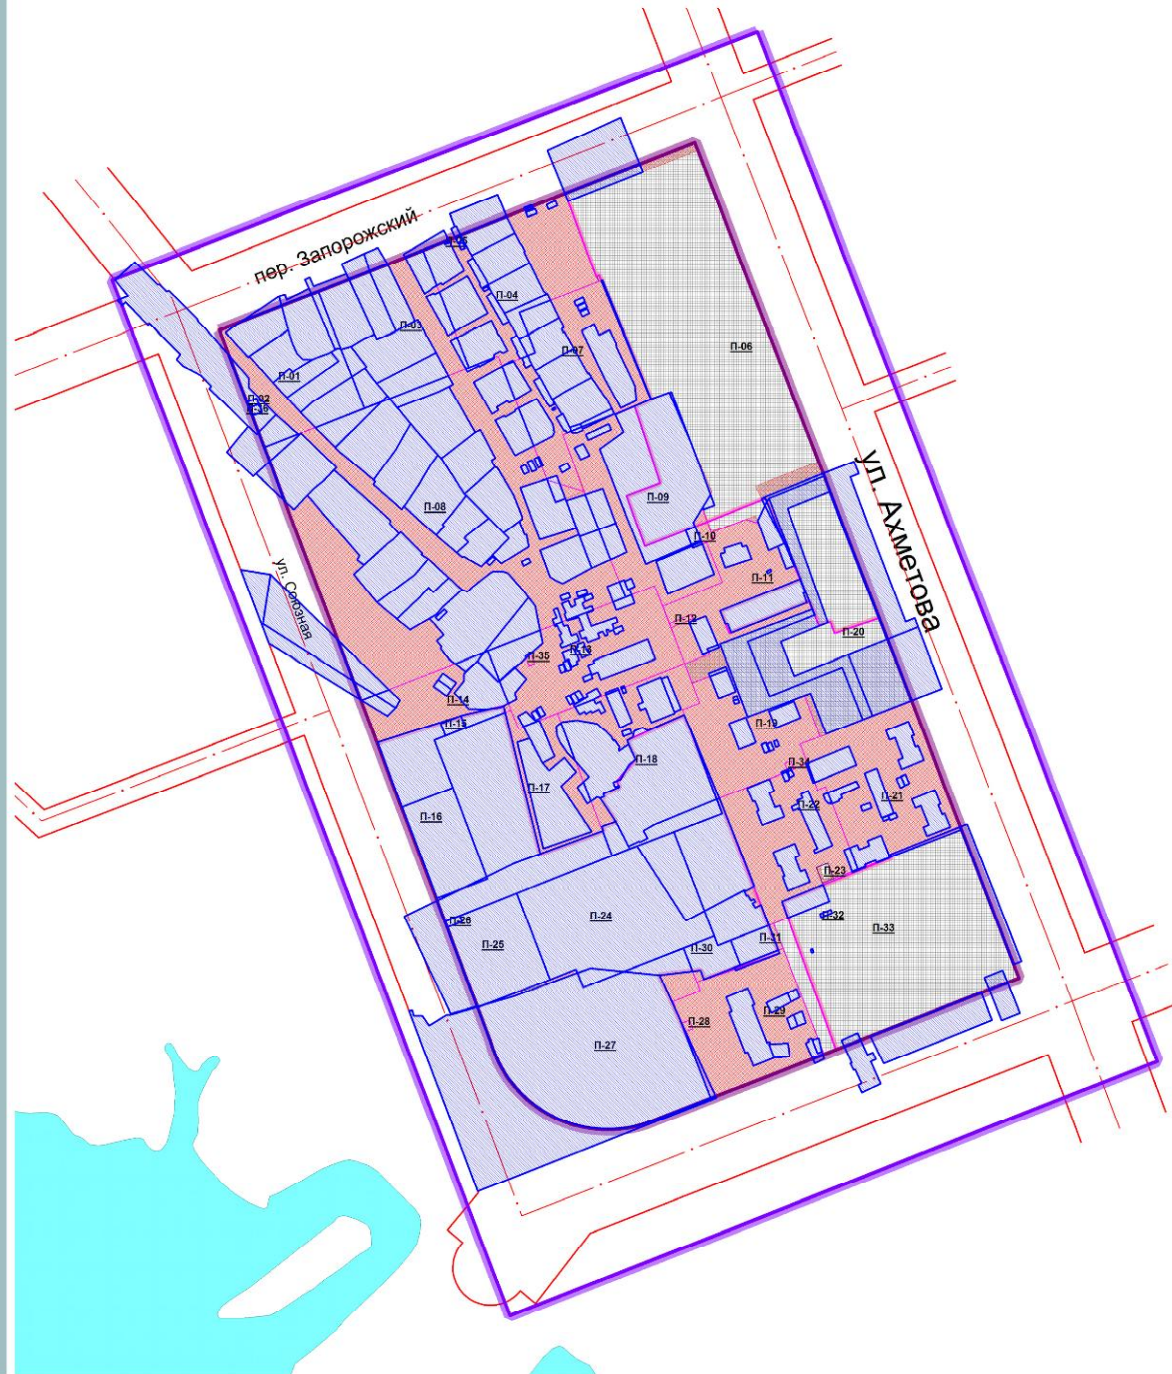 пер. Запорожский
П-05
П-04
П-03
П-06
П-07
П-01
П-02
П-36
П-09
П-08
П-10
ул. Ахметова
ул. Союзная
П-11
П-12
П-20
П-13
П-35
П-14
П-15
П-19
П-18
П-34
П-17
П-22
П-21
П-16
П-23
П-24
П-26
П-32
П-33
П-25
П-31
П-30
П-28
П-29
П-27